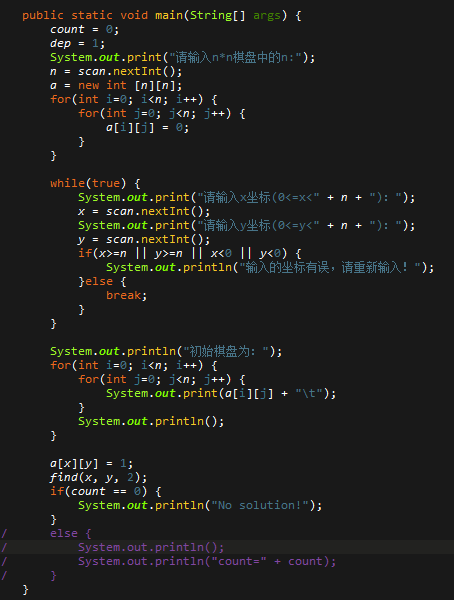 public static void main(String[] args) {
count = 0;
dep = 1;
System.out.print("请输入n*n棋盘中的n:");
n = scan.nextInt();
a = new int [n][n];
for(int i=0; i<n; i++) {
for(int j=0; j<n; j++) {
a[i][j] = 0;
}
}
while(true) {
System.out.print("请输入x坐标(0<=x<" + n + "): ");
x = scan.nextInt();
System.out.print("请输入y坐标(0<=y<" + n + "): ");
y = scan.nextInt();
if(x>=n || y>=n || x<0 || y<0) {
System.out.println("输入的坐标有误，请重新输入! ");
}else {
break;
}
}
System.out.println("初始棋盘为: ");
for(int i=0; i<n; i++) {
for(int j=0; j<n; j++) {
System.out.print(a[i][j] + "\t");
}
System.out.println();
}
a[x][y] = 1;
find(x, y, 2);
if(count == 0) {
System.out.println("No solution!");
}
/ else {
/ System.out.println();
/ System.out.println("count=" + count);
/ }
}